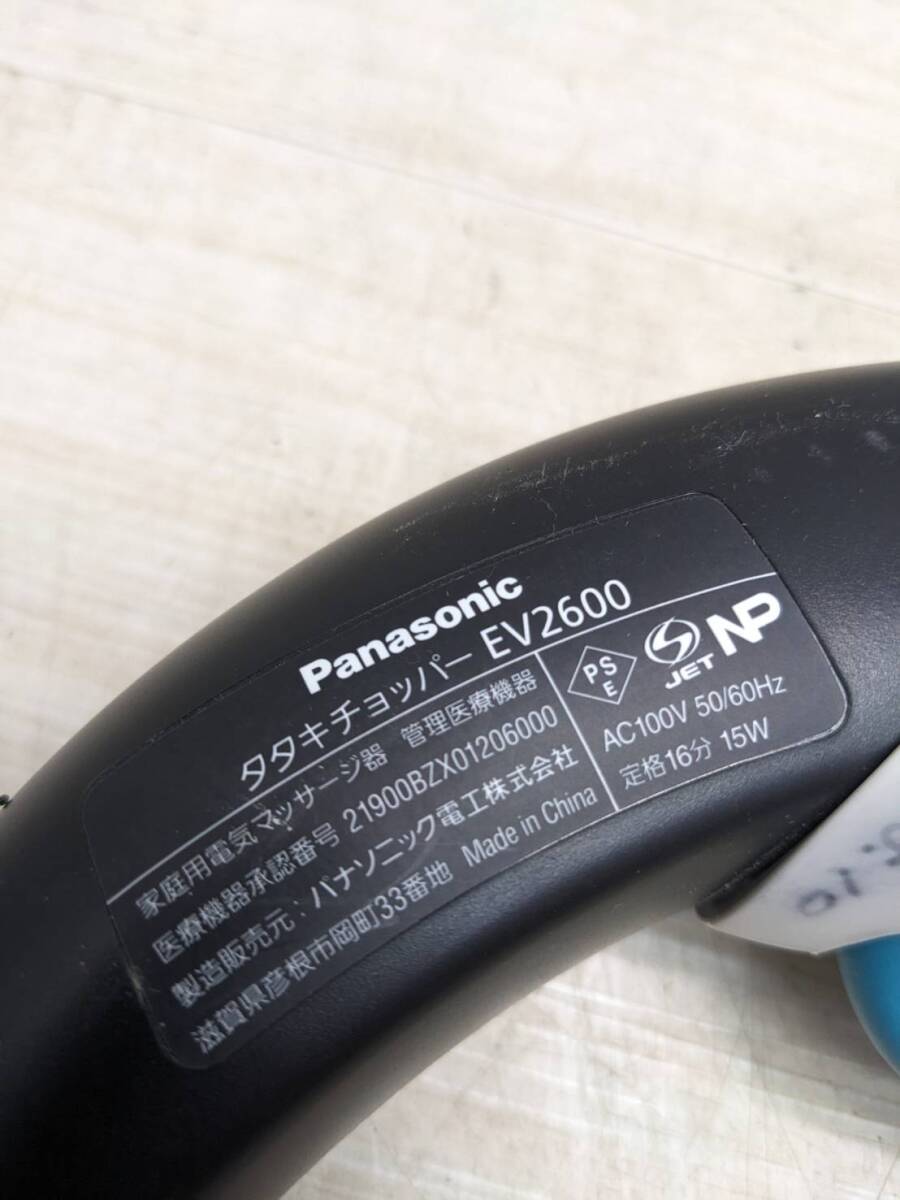 Panasonic
タタキチョッパー EV2600
家庭用電気マッサージ器 管理医療機器
医療機器承認番号 21900BZX01206000
製造販売元：パナソニック電工株式会社
滋賀県彦根市岡町33番地 Made in China
PS
E
JET
NP
AC100V 50/60Hz
定格16分 15W